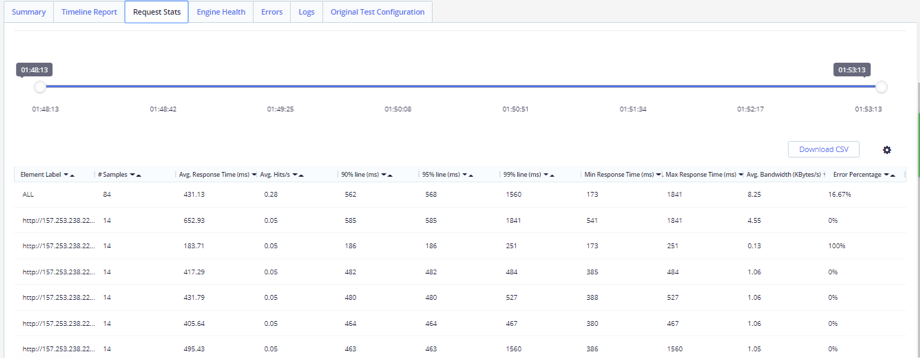 Summary Timeline Report Request Stats Engine Health Errors Logs Original Test Configuration
01:48:13 01:53:13
01:48:13 01:48:42 01:49:25 01:50:08 01:50:51 01:51:34 01:52:17 01:53:13
Download CSV
Element Label # Samples Avg. Response Time (ms) Avg. Hits/s 90% line (ms) 95% line (ms) 99% line (ms) Min Response Time (ms) Max Response Time (ms) Avg. Bandwidth (KBytes/s) Error Percentage
ALL 84 431.13 0.28 562 568 1560 173 1841 8.25 16.67%
http://157.253.238.22... 14 652.93 0.05 585 585 1841 541 1841 4.55 0%
http://157.253.238.22... 14 183.71 0.05 186 186 251 173 251 0.13 100%
http://157.253.238.22... 14 417.29 0.05 482 482 484 385 484 1.06 0%
http://157.253.238.22... 14 431.79 0.05 480 480 527 388 527 1.06 0%
http://157.253.238.22... 14 405.64 0.05 464 464 467 380 467 1.06 0%
http://157.253.238.22... 14 495.43 0.05 463 463 1560 386 1560 1.05 0%